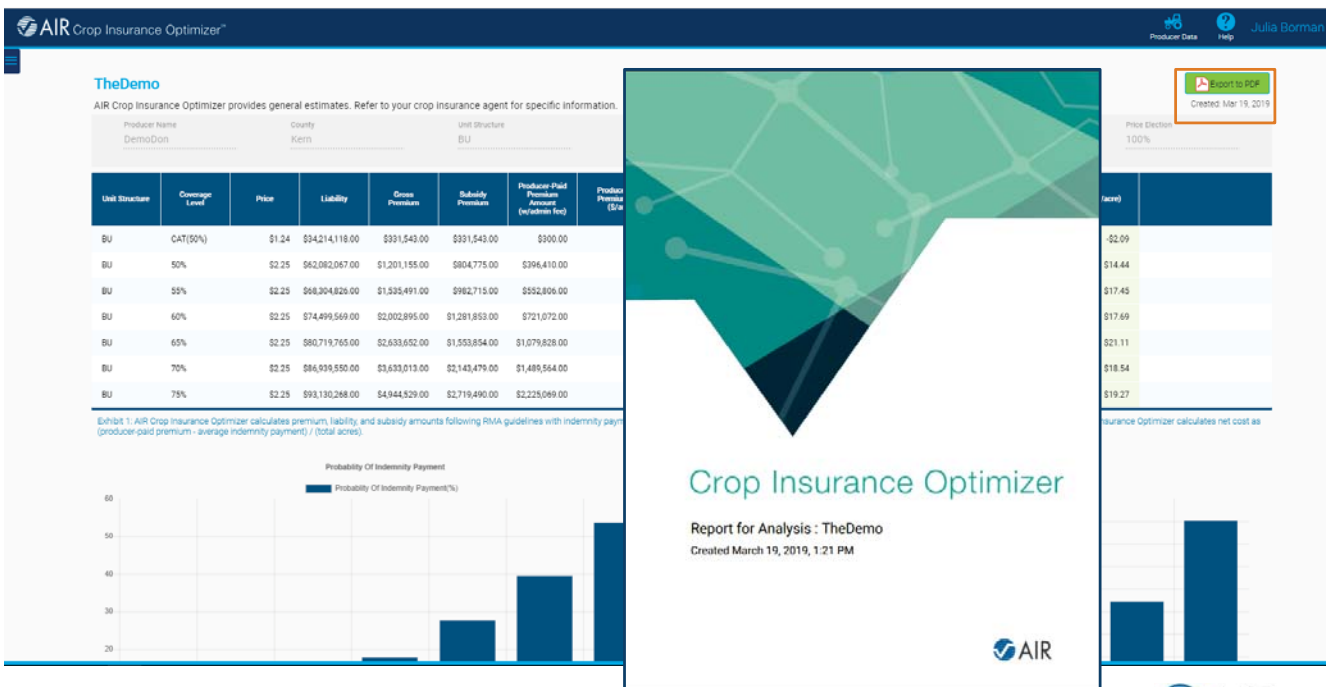 AIR Crop Insurance Optimizer™
Producer Data
Help
Julia Borman
TheDemo
AIR Crop Insurance Optimizer provides general estimates. Refer to your crop insurance agent for specific information.
Export to PDF
Created: Mar 19, 2019
Producer Name
County
Unit Structure
Price Election
DemoDon
Kern
BU
100%
Unit Structure Coverage Level Price Liability Gross Premium Subsidy Premium Producer-Paid Premium Amount (w/admin fee) /acre)
BU CAT(50%) $1.24 $34,214,118.00 $331,543.00 $331,543.00 $300.00 -$2.09
BU 50% $2.25 $62,082,067.00 $1,201,155.00 $804,775.00 $396,410.00 $14.44
BU 55% $2.25 $68,304,826.00 $1,535,491.00 $982,715.00 $552,806.00 $17.45
BU 60% $2.25 $74,499,569.00 $2,002,895.00 $1,281,853.00 $721,072.00 $17.69
BU 65% $2.25 $80,719,765.00 $2,633,652.00 $1,553,854.00 $1,079,828.00 $21.11
BU 70% $2.25 $86,939,550.00 $3,633,013.00 $2,143,479.00 $1,489,564.00 $18.54
BU 75% $2.25 $93,130,268.00 $4,944,529.00 $2,719,490.00 $2,225,069.00 $19.27
Exhibit 1: AIR Crop Insurance Optimizer calculates premium, liability, and subsidy amounts following RMA guidelines with indemnity paym
surance Optimizer calculates net cost as
(producer-paid premium - average indemnity payment) / (total acres).
Probablity Of Indemnity Payment
Probablity Of Indemnity Payment(%)
60
50
40
30
20
Crop Insurance Optimizer
Report for Analysis : TheDemo
Created March 19, 2019, 1:21 PM
AIR